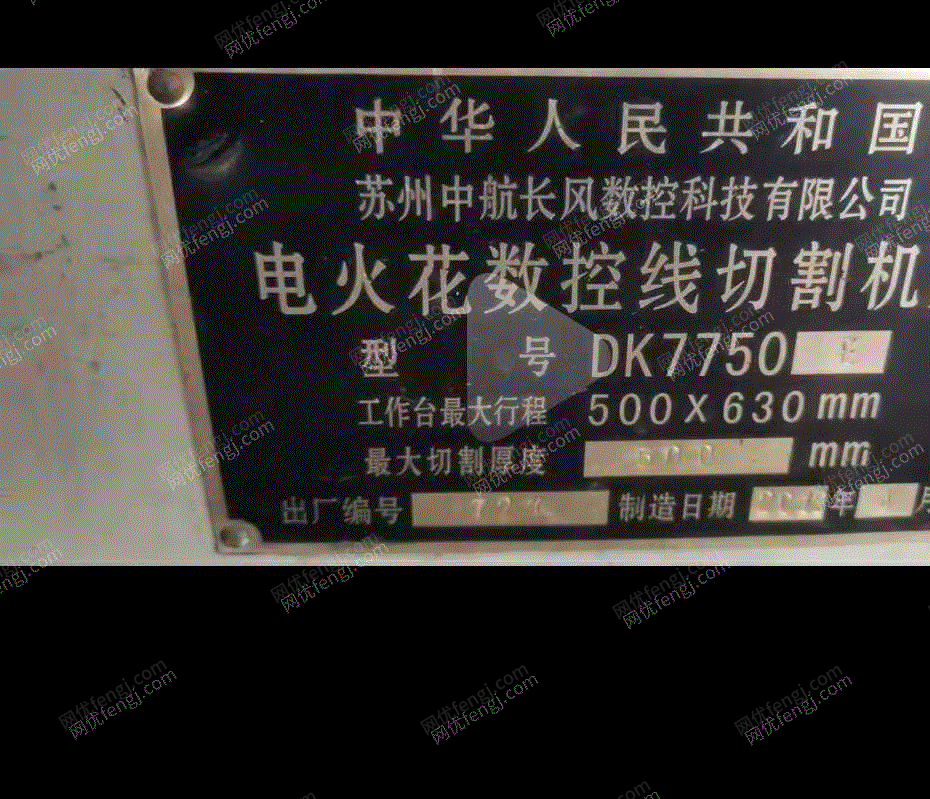 中华人民共和国
苏州中航长风数控科技有限公司
电火花数控线切割机
型 号 DK7750 E
工作台最大行程 500X630mm
最大切割厚度 500 mm
出厂编号 制造日期 年 月
网优fengj.com